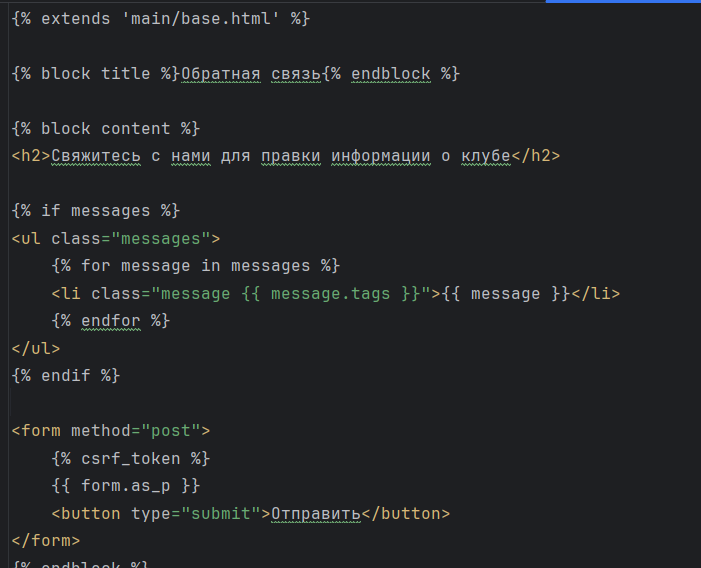 {% extends 'main/base.html' %}
{% block title %}Обратная связь{% endblock %}
{% block content %}
<h2>Свяжитесь с нами для правки информации о клубе</h2>
{% if messages %}
<ul class="messages">
{% for message in messages %}
<li class="message {{ message.tags }}">{{ message }}</li>
{% endfor %}
</ul>
{% endif %}
<form method="post">
{% csrf_token %}
{{ form.as_p }}
<button type="submit">Отправить</button>
</form>
{% endblock %}